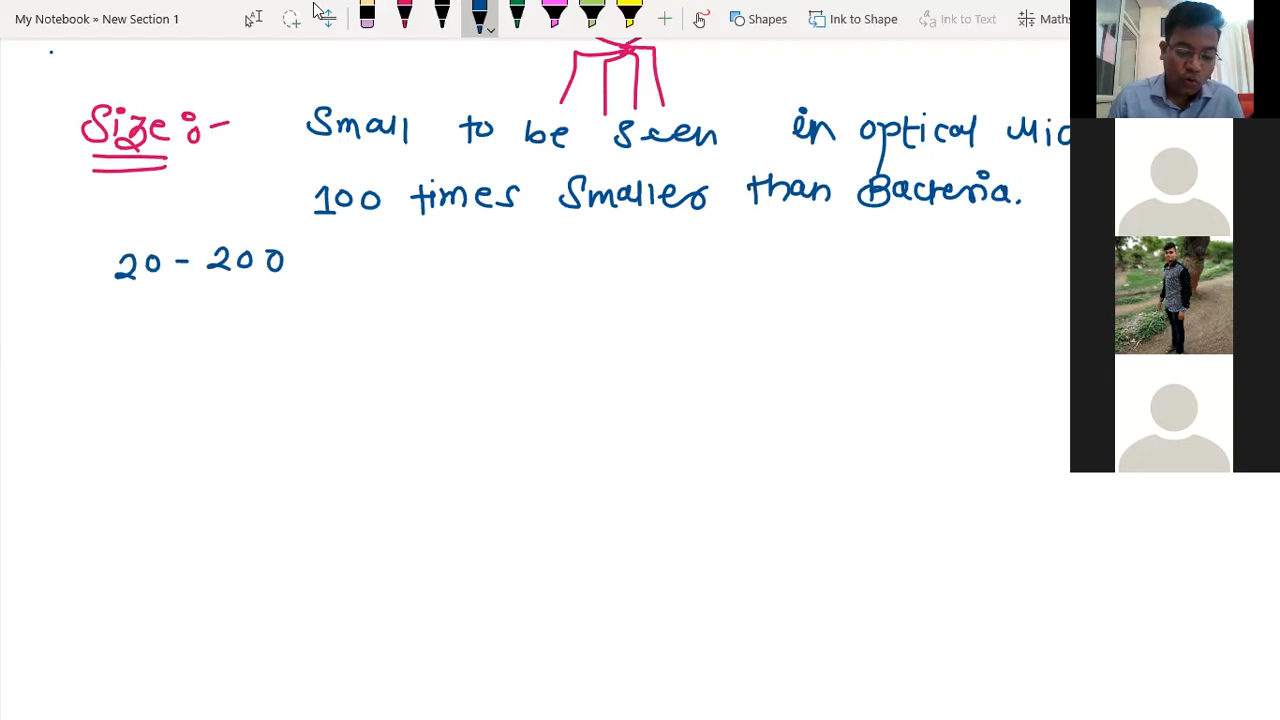 My Notebook » New Section 1
Shapes
Ink to Shape
Ink to Text
Maths
Size :-
Small to be seen in optical Mic
100 times Smaller than Bacteria.
20 - 200